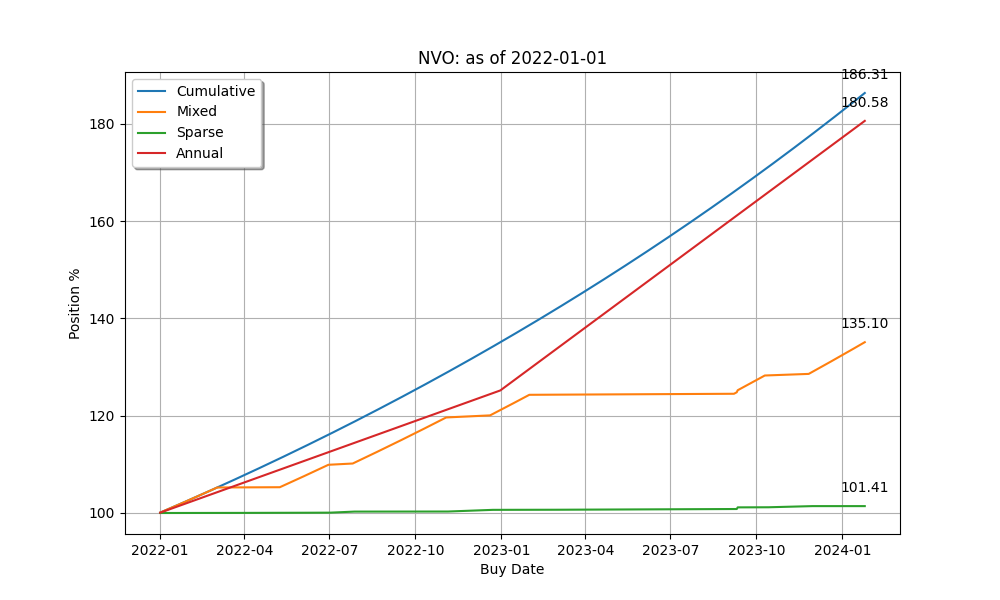 NVO: as of 2022-01-01
186.31
180.58
135.10
101.41
Cumulative
Mixed
Sparse
Annual
Position %
180
160
140
120
100
2022-01 2022-04 2022-07 2022-10 2023-01 2023-04 2023-07 2023-10 2024-01
Buy Date